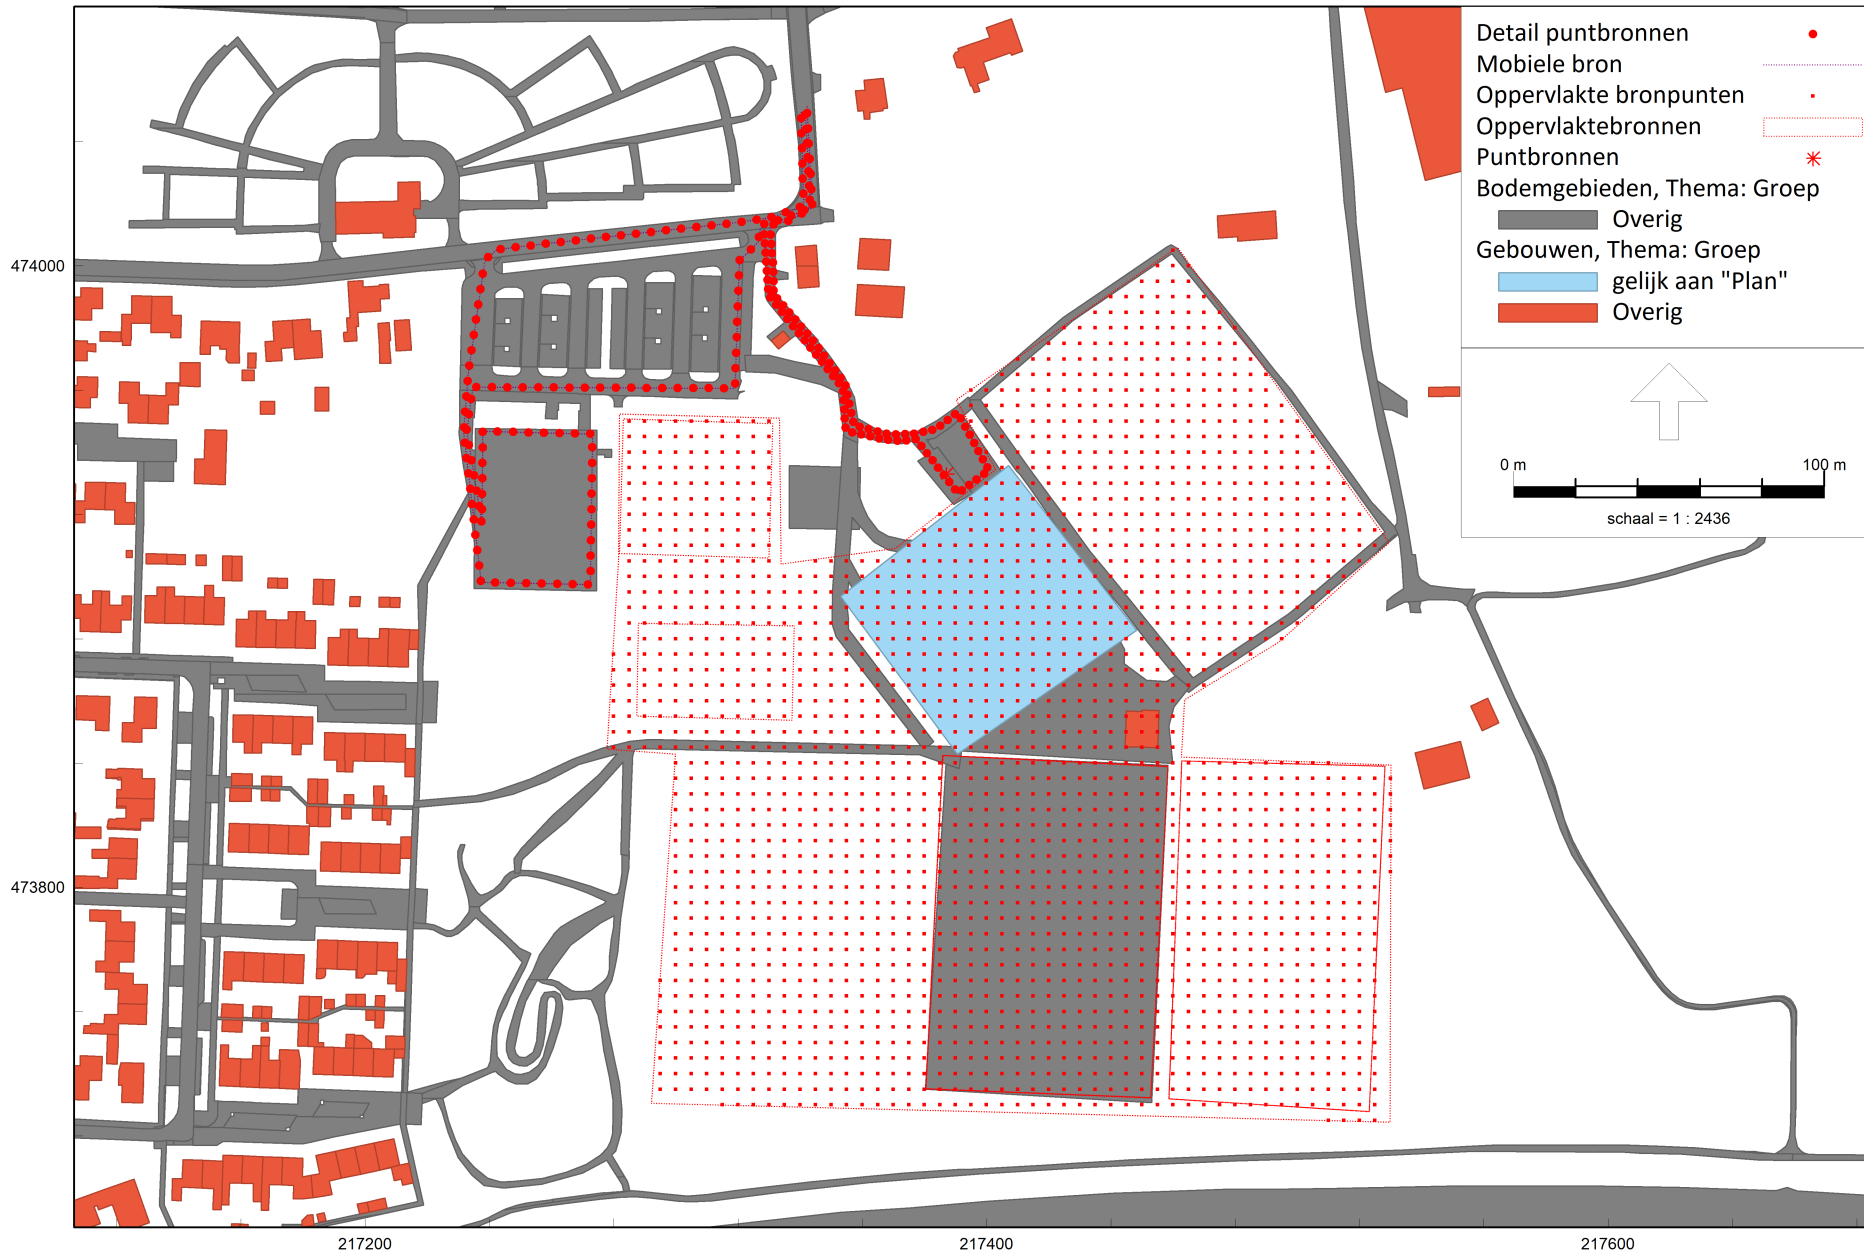 Detail puntbronnen
Mobiele bron
Oppervlakte bronpunten
Oppervlaktebronnen
Puntbronnen
Bodemgebieden, Thema: Groep
Overig
Gebouwen, Thema: Groep
gelijk aan "Plan"
Overig
0 m 100 m
schaal = 1 : 2436
474000
473800
217200 217400 217600